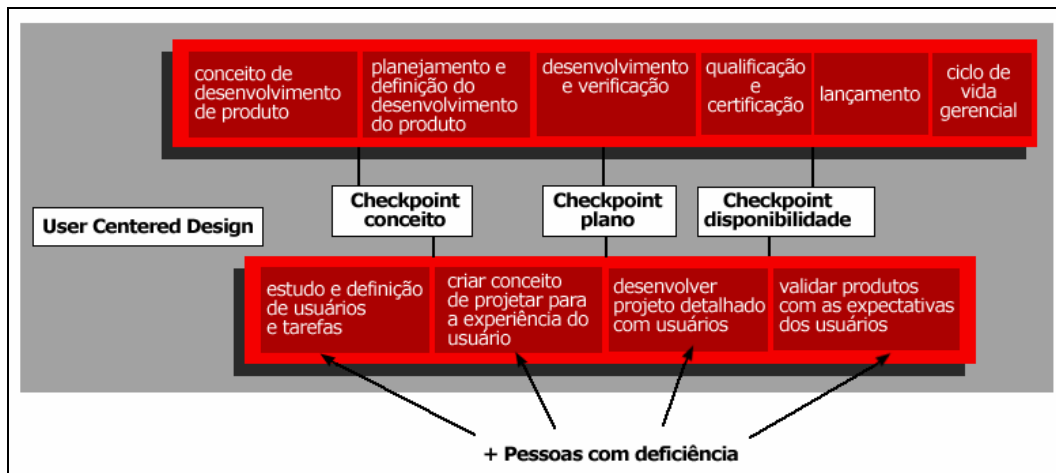 conceito de
desenvolvimento
de produto
planejamento e
definição do
desenvolvimento
do produto
desenvolvimento
e verificação
qualificação
e
certificação
lançamento
ciclo de
vida
gerencial
Checkpoint
conceito
Checkpoint
plano
Checkpoint
disponibilidade
User Centered Design
estudo e definição
de usuários
e tarefas
criar conceito
de projetar para
a experiência do
usuário
desenvolver
projeto detalhado
com usuários
validar produtos
com as expectativas
dos usuários
+ Pessoas com deficiência